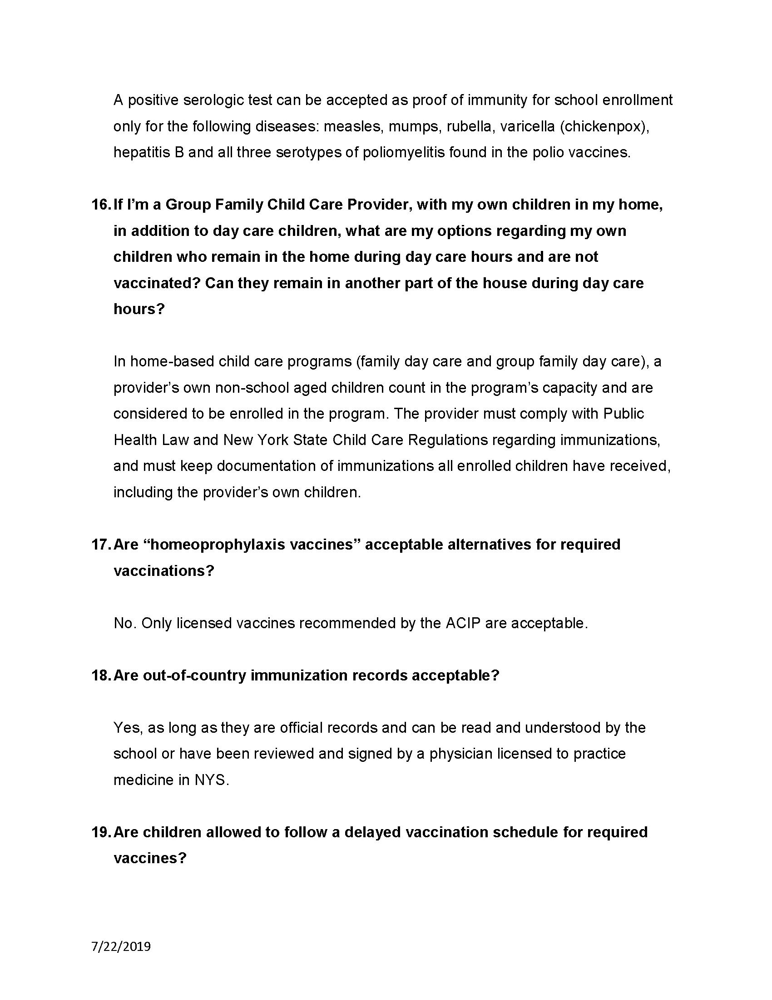 A positive serologic test can be accepted as proof of immunity for school enrollment
only for the following diseases: measles, mumps, rubella, varicella (chickenpox),
hepatitis B and all three serotypes of poliomyelitis found in the polio vaccines.
16. If I’m a Group Family Child Care Provider, with my own children in my home,
in addition to day care children, what are my options regarding my own
children who remain in the home during day care hours and are not
vaccinated? Can they remain in another part of the house during day care
hours?
In home-based child care programs (family day care and group family day care), a
provider’s own non-school aged children count in the program’s capacity and are
considered to be enrolled in the program. The provider must comply with Public
Health Law and New York State Child Care Regulations regarding immunizations,
and must keep documentation of immunizations all enrolled children have received,
including the provider’s own children.
17. Are “homeoprophylaxis vaccines” acceptable alternatives for required
vaccinations?
No. Only licensed vaccines recommended by the ACIP are acceptable.
18. Are out-of-country immunization records acceptable?
Yes, as long as they are official records and can be read and understood by the
school or have been reviewed and signed by a physician licensed to practice
medicine in NYS.
19. Are children allowed to follow a delayed vaccination schedule for required
vaccines?
7/22/2019